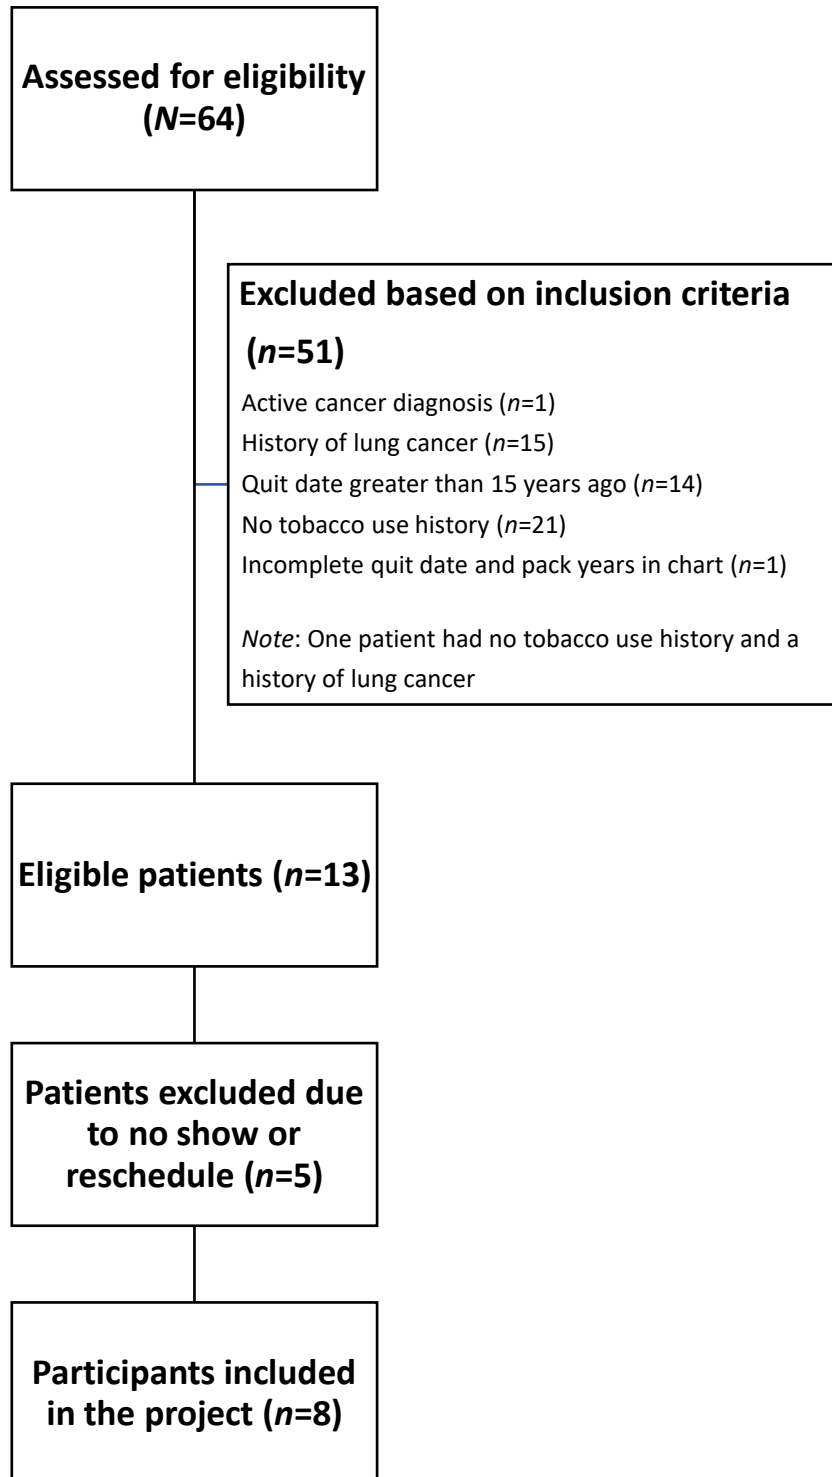 Assessed for eligibility
(N=64)
Excluded based on inclusion criteria
(n=51)
Active cancer diagnosis (n=1)
History of lung cancer (n=15)
Quit date greater than 15 years ago (n=14)
No tobacco use history (n=21)
Incomplete quit date and pack years in chart (n=1)
Note: One patient had no tobacco use history and a
history of lung cancer
Eligible patients (n=13)
Patients excluded due
to no show or
reschedule (n=5)
Participants included
in the project (n=8)